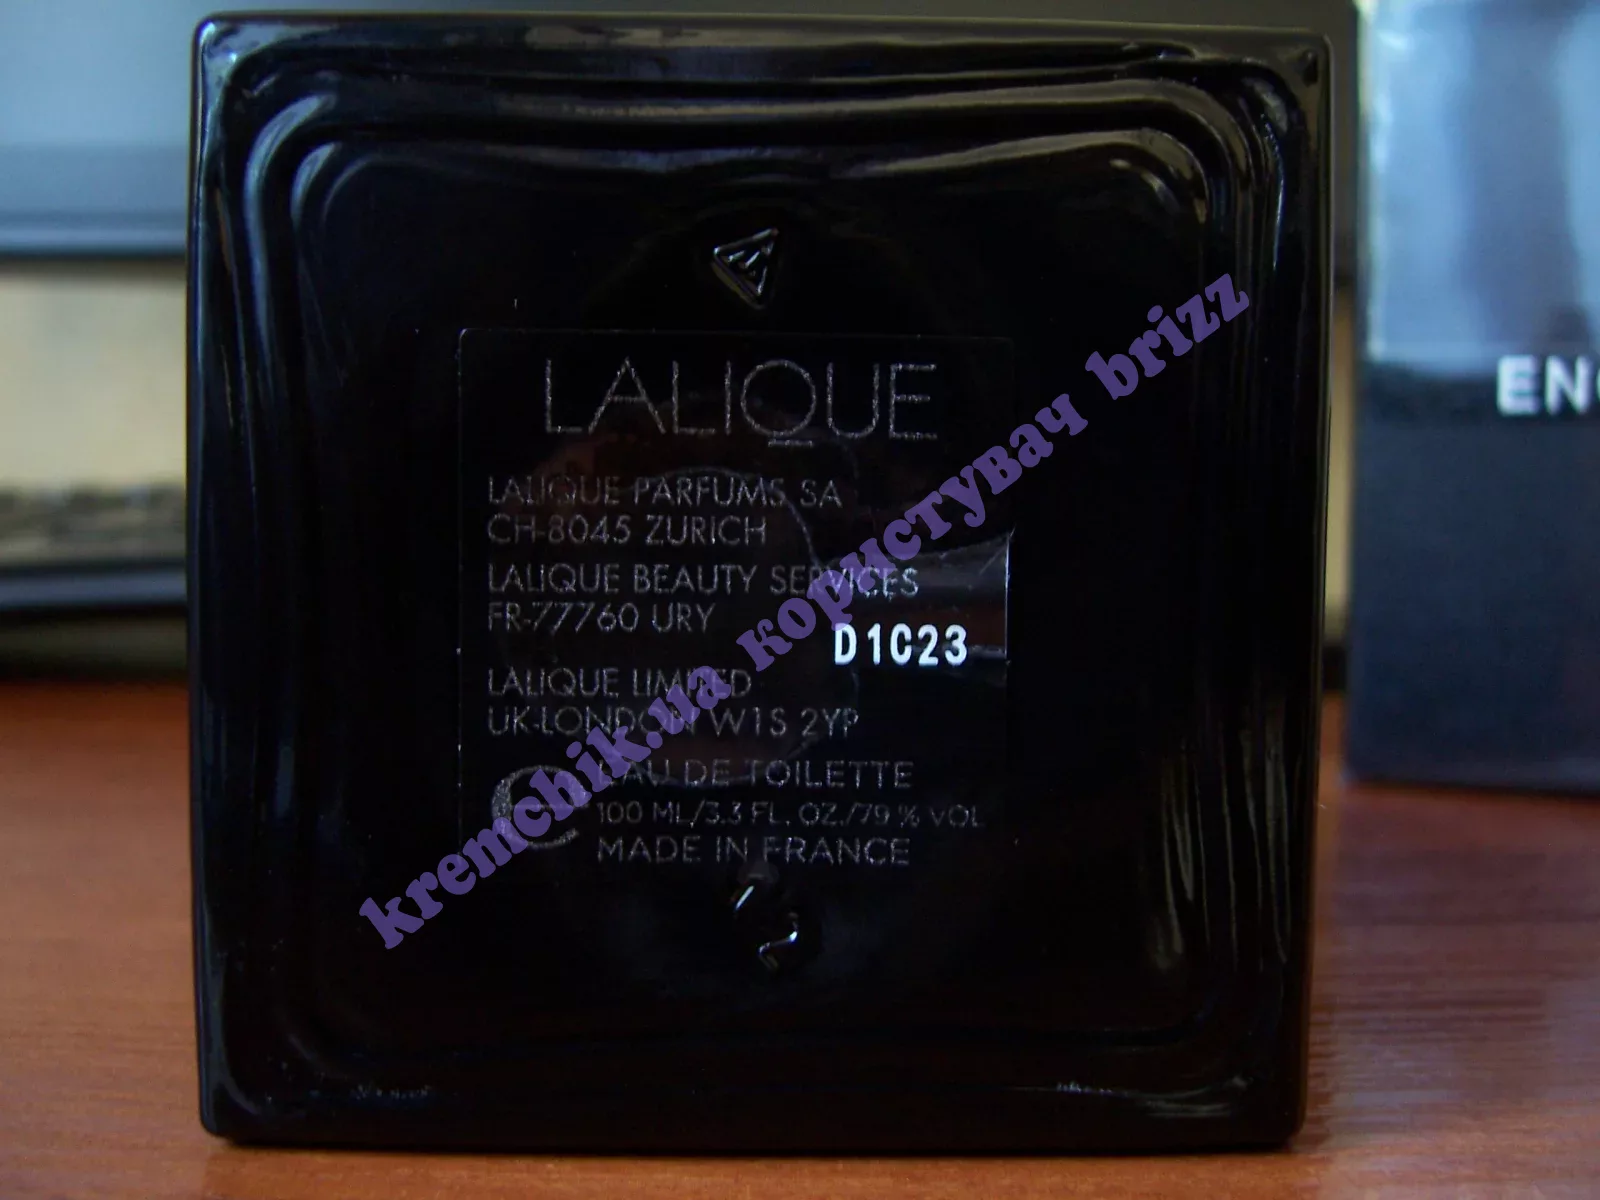 LALIQUE
LALIQUE PARFUMS SA
CH-8045 ZURICH
LALIQUE BEAUTY SERVICES
FR-77760 URY
D1C23
LALIQUE LIMITED
UK-LONDON W1S 2YP
EAU DE TOILETTE
100 ML/3.3 FL. OZ./79 % VOL
MADE IN FRANCE
kremchik.ua користувач brizz